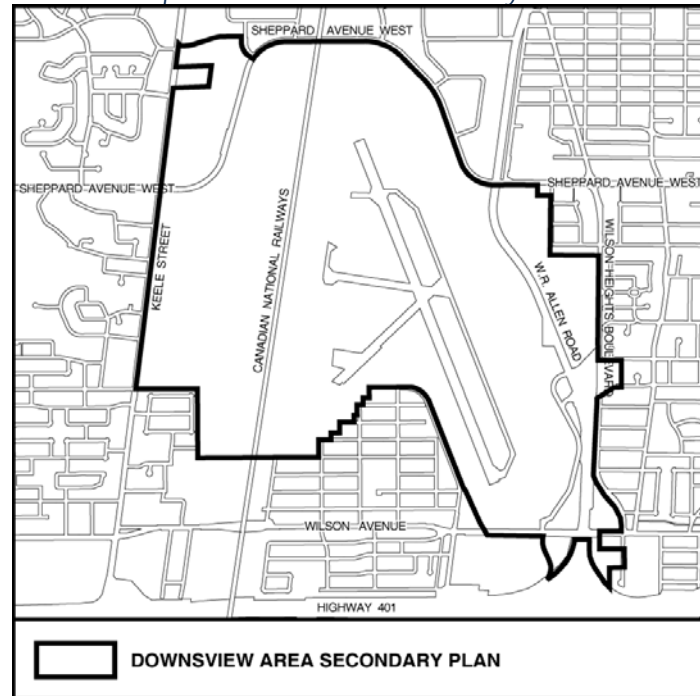 SHEPPARD AVENUE WEST
SHEPPARD AVENUE WEST
SHEPPARD AVENUE WEST
KEELE STREET
CANADIAN NATIONAL RAILWAYS
W.R. ALLEN ROAD
WILSON HEIGHTS BOULEVARD
WILSON AVENUE
HIGHWAY 401
DOWNSVIEW AREA SECONDARY PLAN